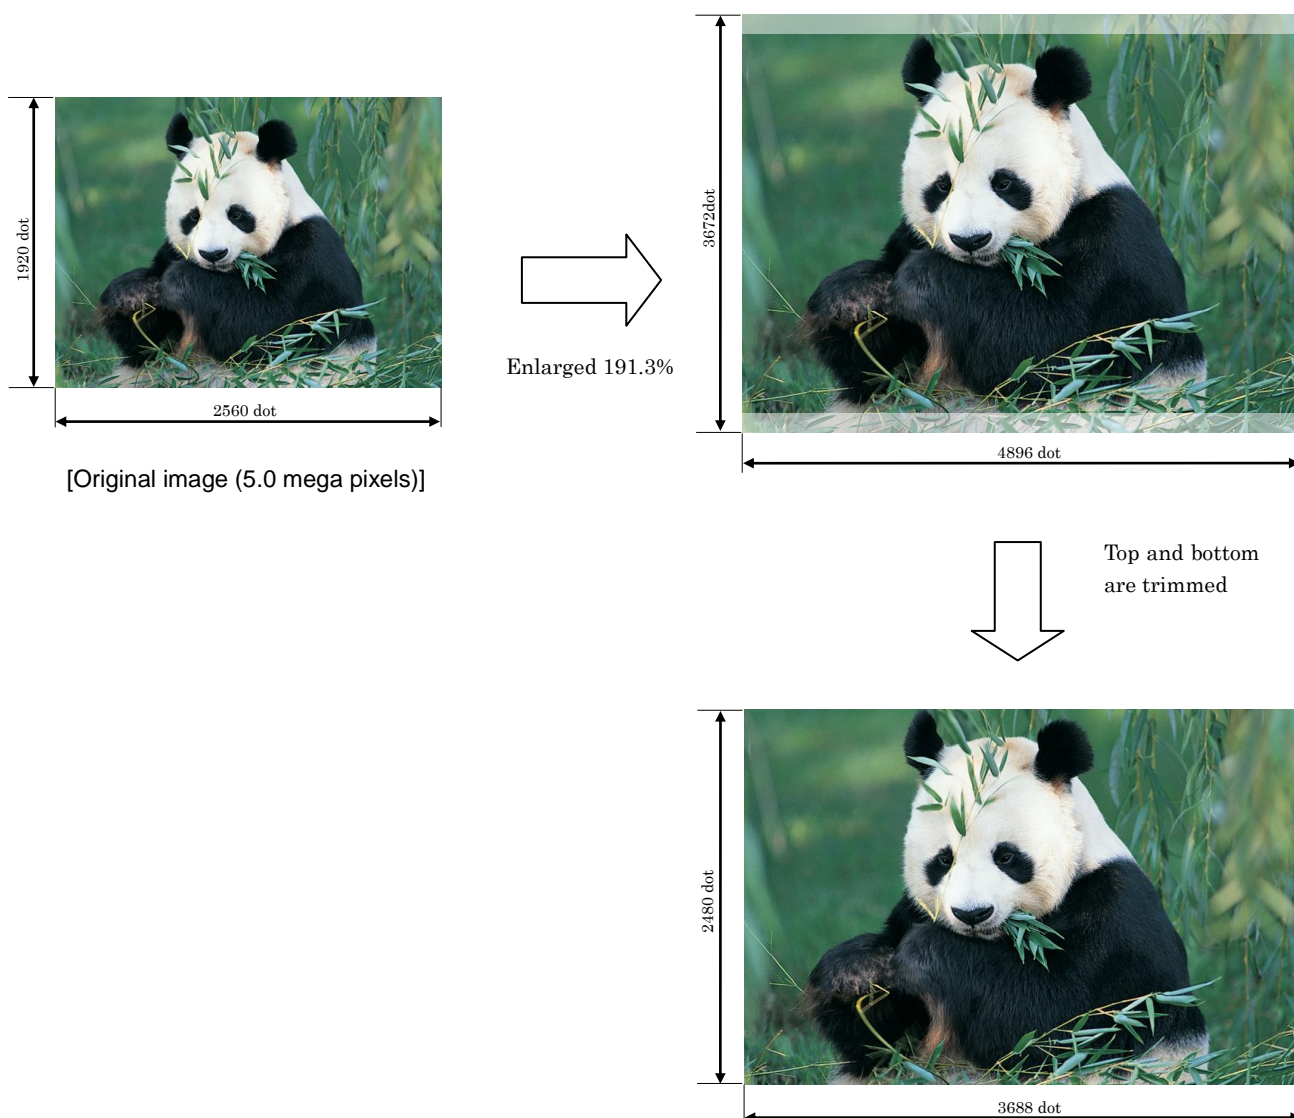 1920 dot
2560 dot
[Original image (5.0 mega pixels)]
Enlarged 191.3%
3672dot
4896 dot
Top and bottom
are trimmed
2480 dot
3688 dot